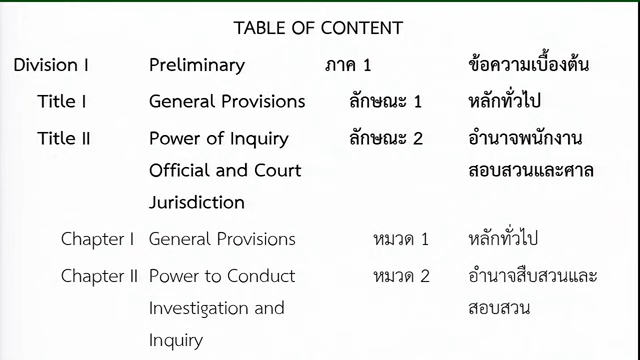 TABLE OF CONTENT
Division I Preliminary ภาค 1 ข้อความเบื้องต้น
Title I General Provisions ลักษณะ 1 หลักทั่วไป
Title II Power of Inquiry ลักษณะ 2 อำนาจพนักงาน
Official and Court สอบสวนและศาล
Jurisdiction
Chapter I General Provisions หมวด 1 หลักทั่วไป
Chapter II Power to Conduct หมวด 2 อำนาจสืบสวนและ
Investigation and สอบสวน
Inquiry